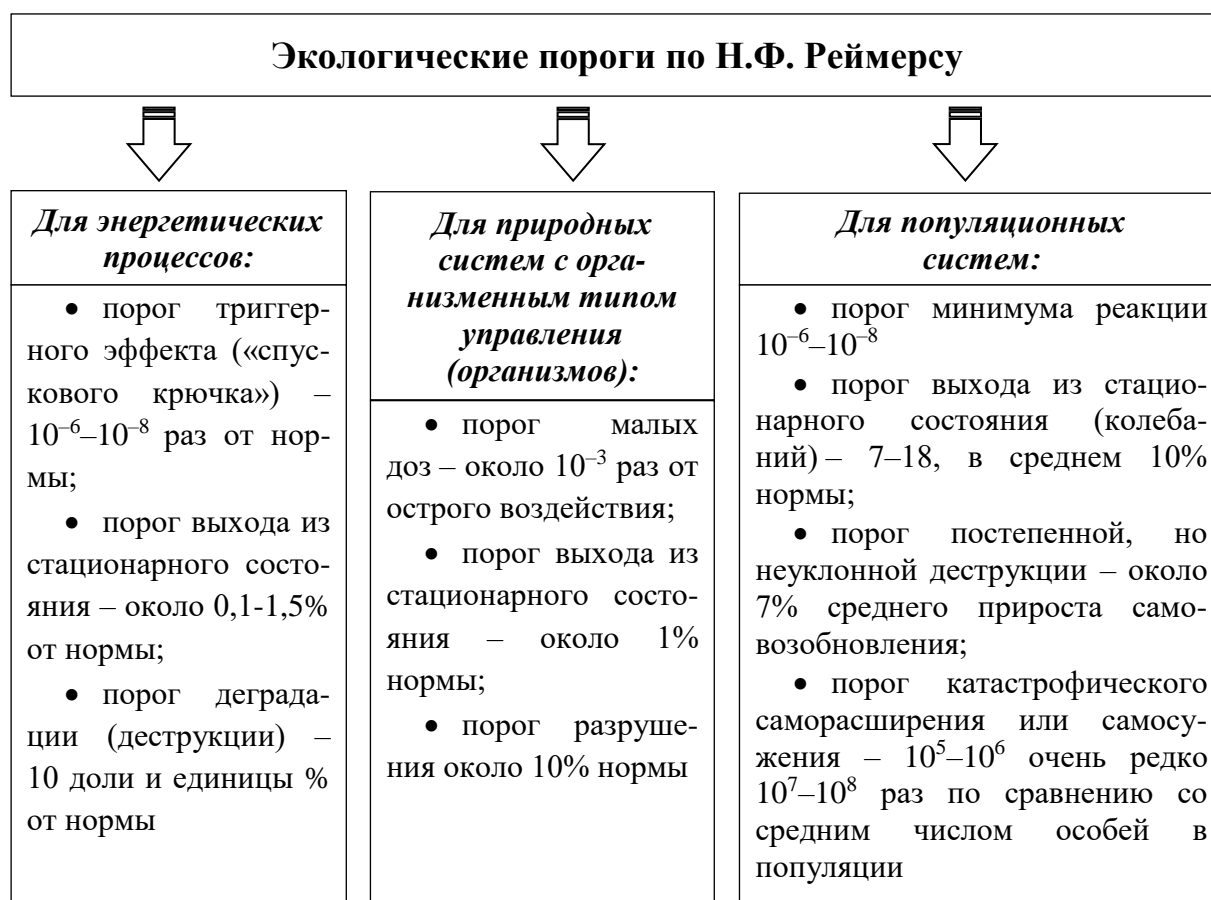 Экологические пороги по Н.Ф. Реймерсу
Для энергетических
процессов:
• порог триггер-
ного эффекта («спус-
кового крючка») –
10⁻⁶–10⁻⁸ раз от нор-
мы;
• порог выхода из
стационарного состо-
яния – около 0,1-1,5%
от нормы;
• порог деграда-
ции (деструкции) –
10 доли и единицы %
от нормы
Для природных
систем с орга-
низменным типом
управления
(организмов):
• порог малых
доз – около 10⁻³ раз от
острого воздействия;
• порог выхода из
стационарного состо-
яния – около 1%
нормы;
• порог разруше-
ния около 10% нормы
Для популяционных
систем:
• порог минимума реакции
10⁻⁶–10⁻⁸
• порог выхода из стацио-
нарного состояния (колеба-
ний) – 7–18, в среднем 10%
нормы;
• порог постепенной, но
неуклонной деструкции – около
7% среднего прироста само-
возобновления;
• порог катастрофического
саморасширения или самосу-
жения – 10⁵–10⁶ очень редко
10⁷–10⁸ раз по сравнению со
средним числом особей в
популяции